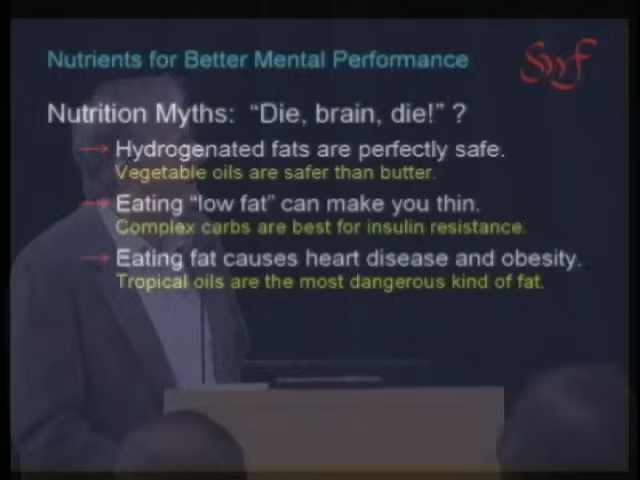 Nutrients for Better Mental Performance
Smf
Nutrition Myths: “Die, brain, die!” ?
Hydrogenated fats are perfectly safe.
Vegetable oils are safer than butter.
Eating “low fat” can make you thin.
Complex carbs are best for insulin resistance.
Eating fat causes heart disease and obesity.
Tropical oils are the most dangerous kind of fat.